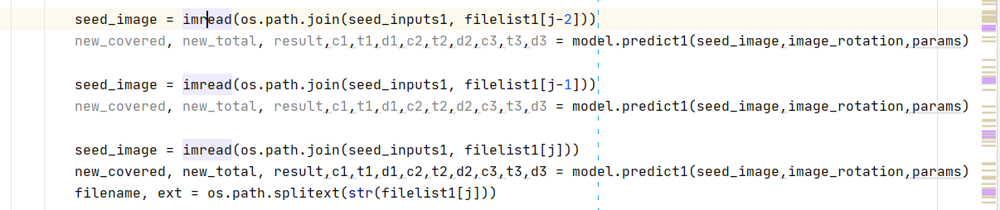 seed_image = imread(os.path.join(seed_inputs1, filelist1[j-2]))
new_covered, new_total, result,c1,t1,d1,c2,t2,d2,c3,t3,d3 = model.predict1(seed_image,image_rotation,params)
seed_image = imread(os.path.join(seed_inputs1, filelist1[j-1]))
new_covered, new_total, result,c1,t1,d1,c2,t2,d2,c3,t3,d3 = model.predict1(seed_image,image_rotation,params)
seed_image = imread(os.path.join(seed_inputs1, filelist1[j]))
new_covered, new_total, result,c1,t1,d1,c2,t2,d2,c3,t3,d3 = model.predict1(seed_image,image_rotation,params)
filename, ext = os.path.splitext(str(filelist1[j]))